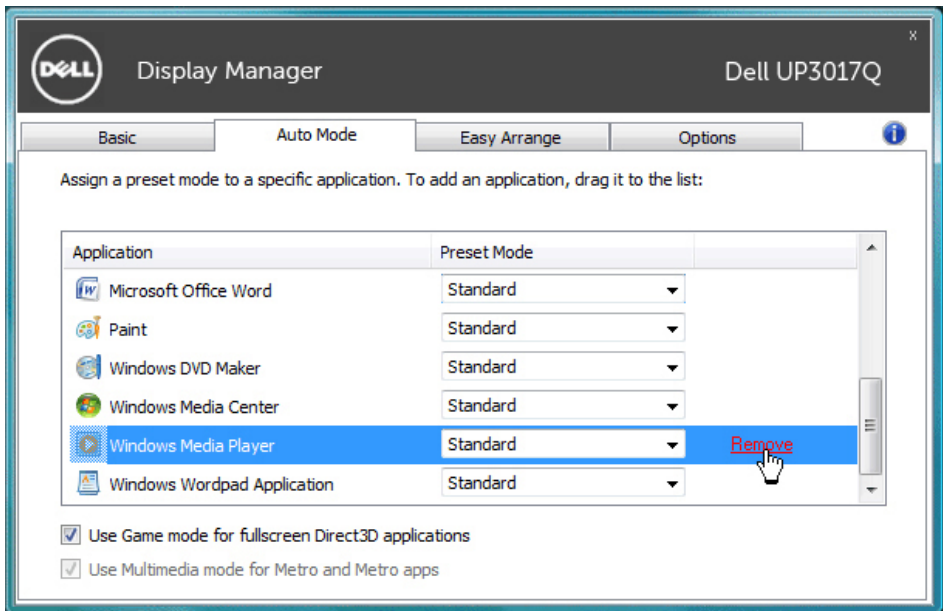 DELL Display Manager Dell UP3017Q x
Basic Auto Mode Easy Arrange Options i
Assign a preset mode to a specific application. To add an application, drag it to the list:
Application Preset Mode
Microsoft Office Word Standard
Paint Standard
Windows DVD Maker Standard
Windows Media Center Standard
Windows Media Player Standard Remove
Windows Wordpad Application Standard
Use Game mode for fullscreen Direct3D applications
Use Multimedia mode for Metro and Metro apps